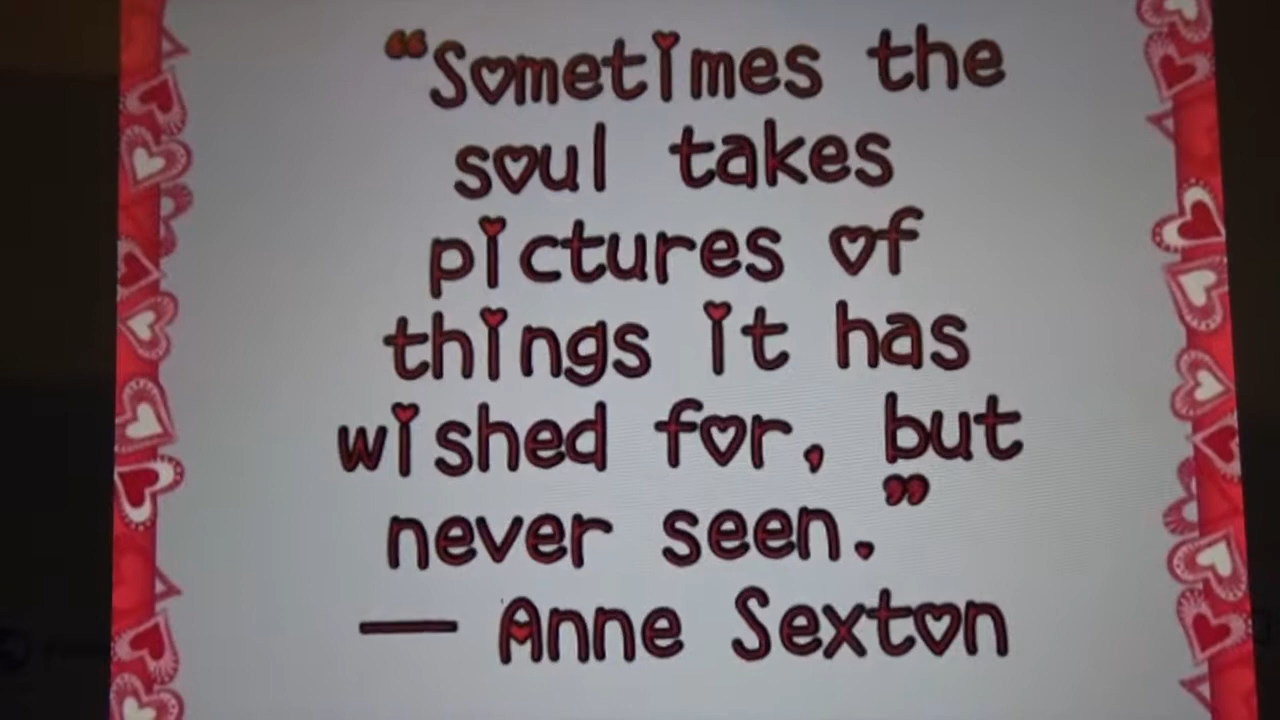 “Sometimes the
soul takes
pictures of
things it has
wished for, but
never seen.”
— Anne Sexton